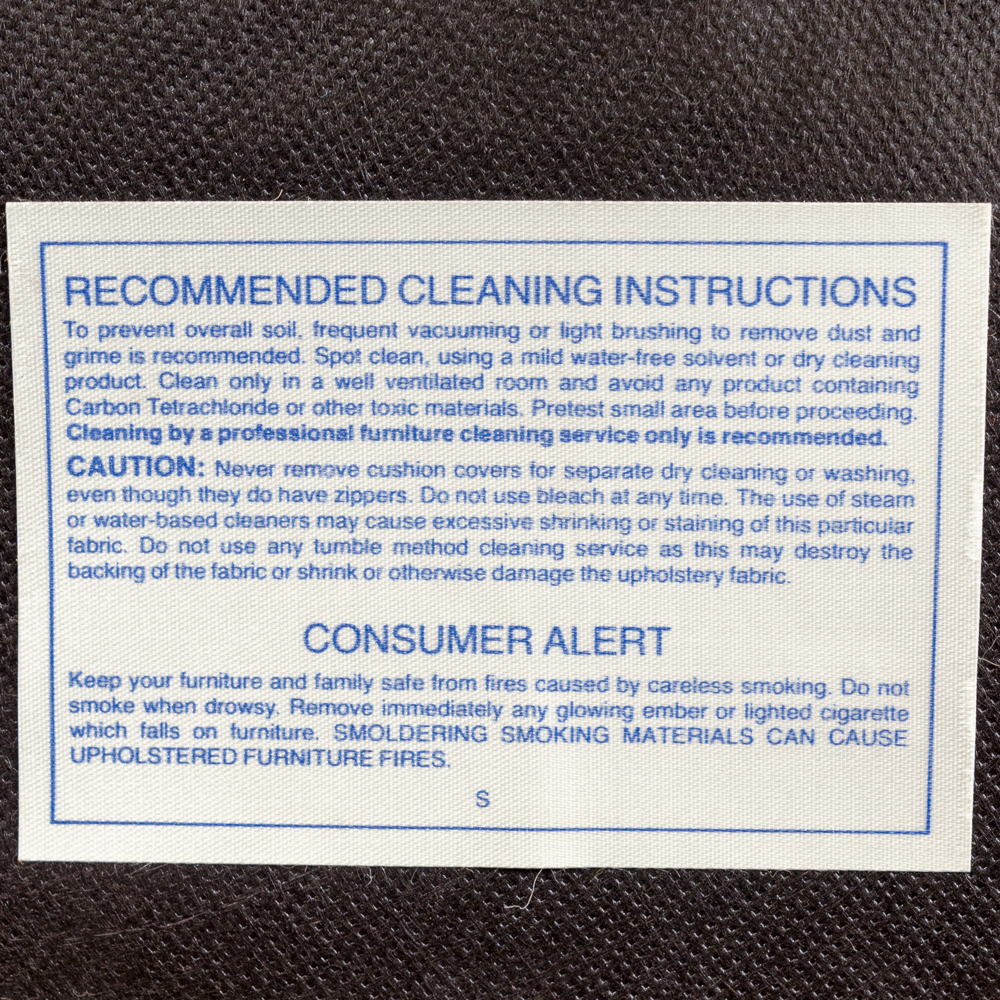 RECOMMENDED CLEANING INSTRUCTIONS
To prevent overall soil, frequent vacuuming or light brushing to remove dust and
grime is recommended. Spot clean, using a mild water-free solvent or dry cleaning
product. Clean only in a well ventilated room and avoid any product containing
Carbon Tetrachloride or other toxic materials. Pretest small area before proceeding.
Cleaning by a professional furniture cleaning service only is recommended.
CAUTION: Never remove cushion covers for separate dry cleaning or washing,
even though they do have zippers. Do not use bleach at any time. The use of steam
or water-based cleaners may cause excessive shrinking or staining of this particular
fabric. Do not use any tumble method cleaning service as this may destroy the
backing of the fabric or shrink or otherwise damage the upholstery fabric.
CONSUMER ALERT
Keep your furniture and family safe from fires caused by careless smoking. Do not
smoke when drowsy. Remove immediately any glowing ember or lighted cigarette
which falls on furniture. SMOLDERING SMOKING MATERIALS CAN CAUSE
UPHOLSTERED FURNITURE FIRES.
S